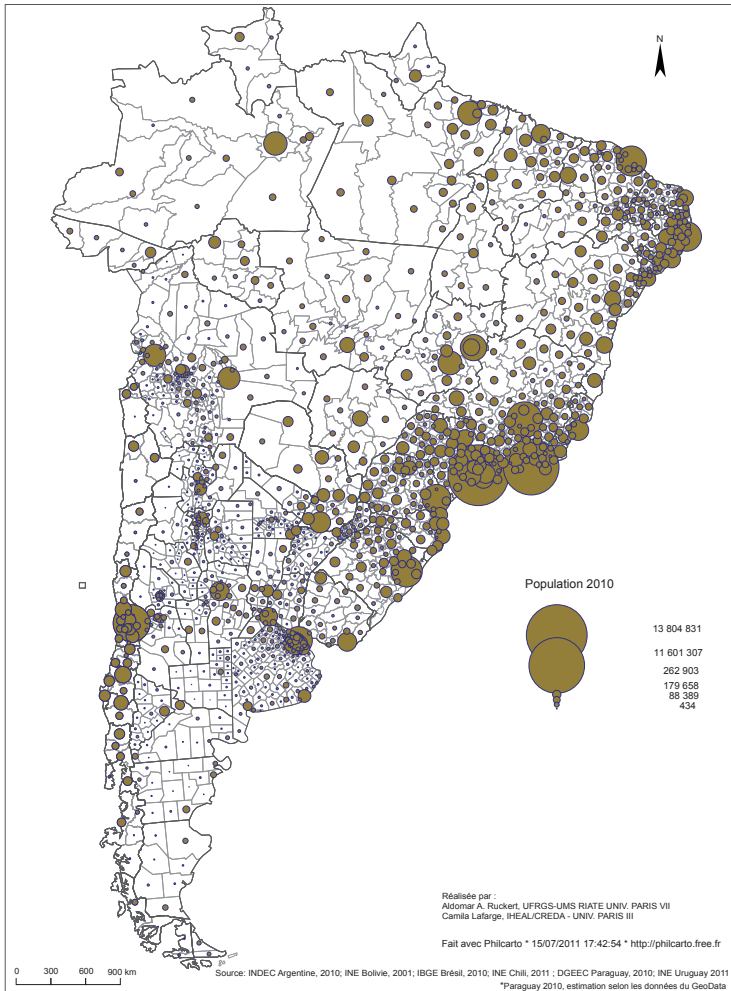 N
Population 2010
13 804 831
11 601 307
262 903
179 658
88 389
434
Réalisée par :
Aldomar A. Ruckert, UFRGS-UMS RIATE UNIV. PARIS VII
Camila Lafarge, IHEAL/CREDA - UNIV. PARIS III
Fait avec Philcarto * 15/07/2011 17:42:54 * http://philcarto.free.fr
0 300 600 900 km
Source: INDEC Argentine, 2010; INE Bolivie, 2001; IBGE Brésil, 2010; INE Chili, 2011 ; DGEEC Paraguay, 2010; INE Uruguay 2011
*Paraguay 2010, estimation selon les données du GeoData